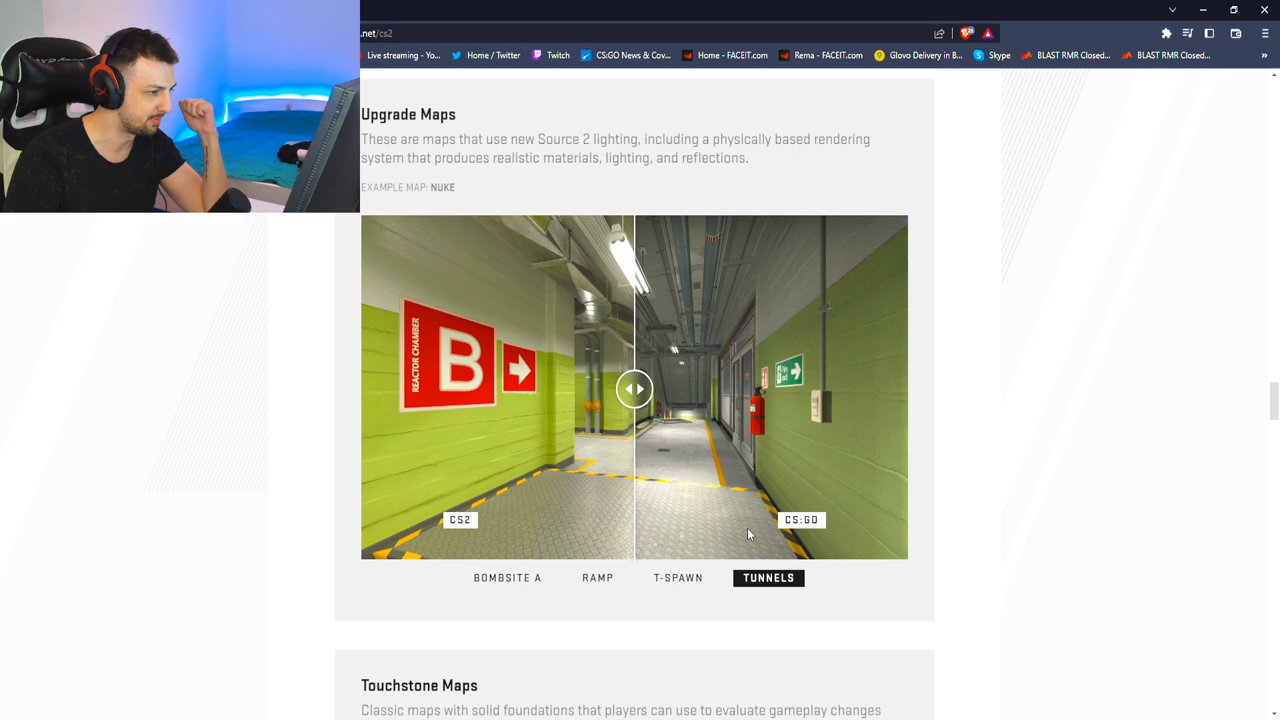 .net/cs2
Live streaming - Yo...
Home / Twitter
Twitch
CS:GO News & Cov...
Home - FACEIT.com
Rema - FACEIT.com
Glovo Delivery in B...
Skype
BLAST RMR Closed...
BLAST RMR Closed...
Upgrade Maps
These are maps that use new Source 2 lighting, including a physically based rendering
system that produces realistic materials, lighting, and reflections.
EXAMPLE MAP: NUKE
REACTOR CHAMBER
B
CS2
CS:GO
BOMBSITE A
RAMP
T-SPAWN
TUNNELS
Touchstone Maps
Classic maps with solid foundations that players can use to evaluate gameplay changes